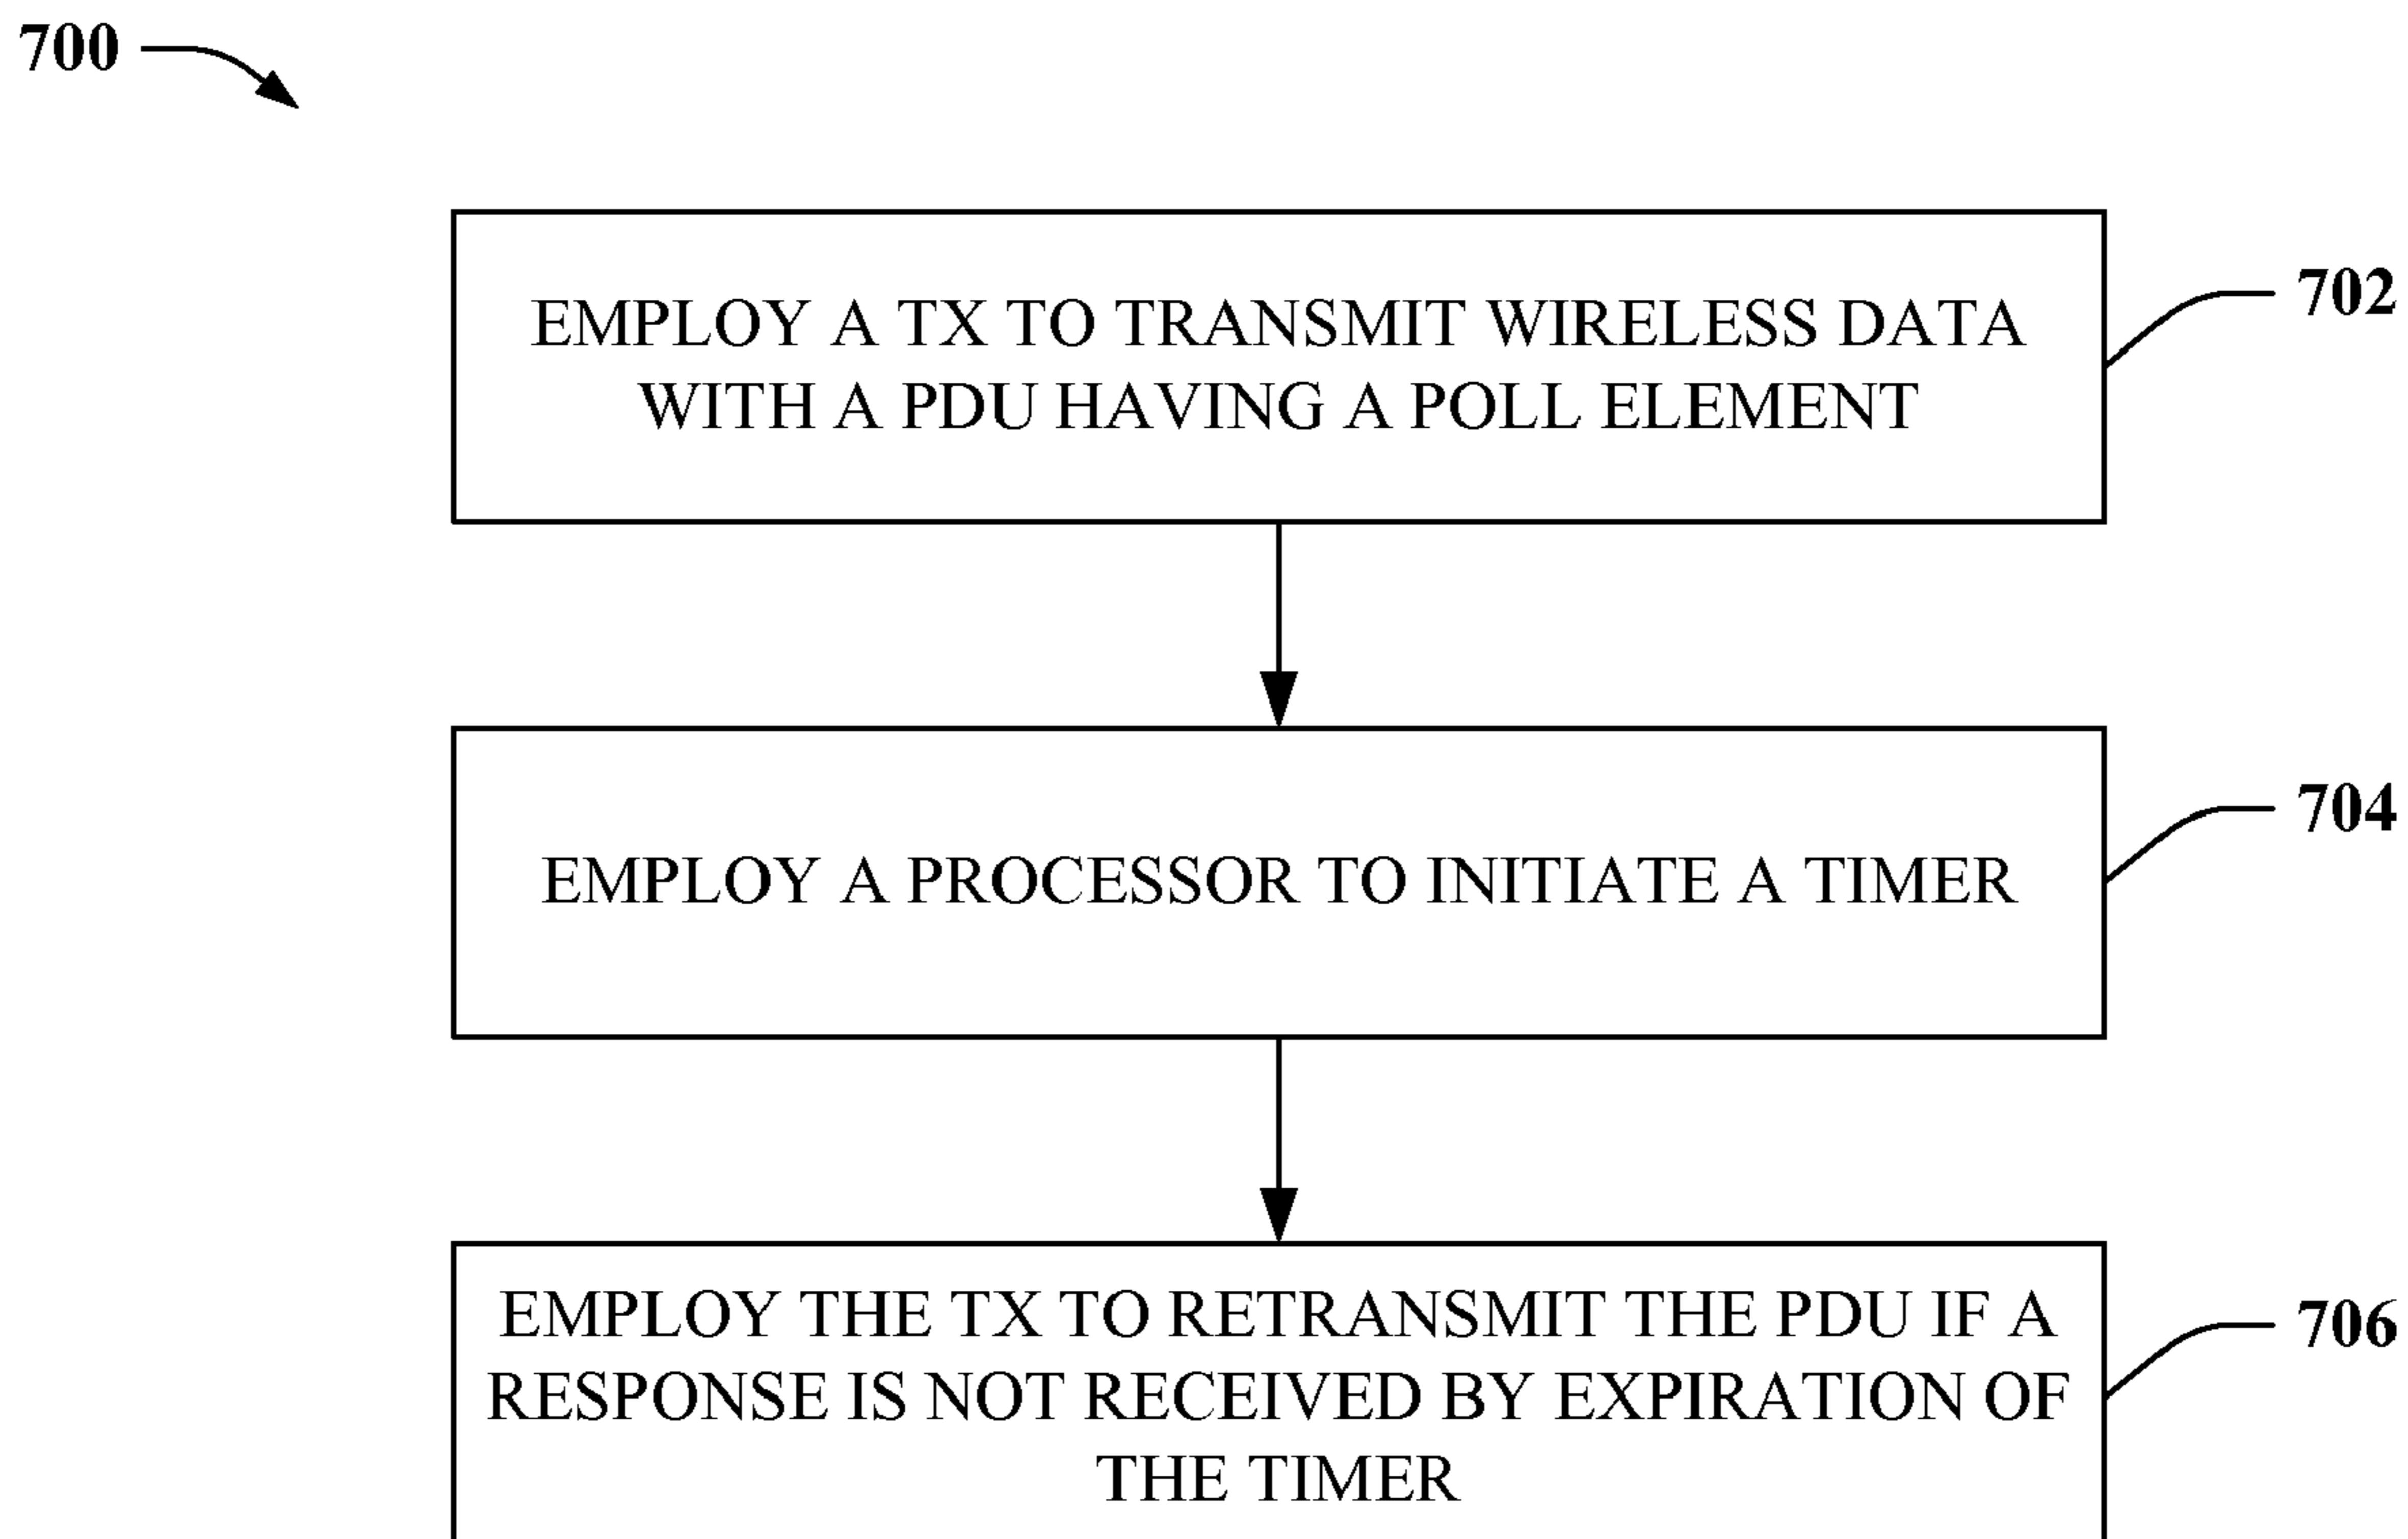 700
EMPLOY A TX TO TRANSMIT WIRELESS DATA
WITH A PDU HAVING A POLL ELEMENT
702
EMPLOY A PROCESSOR TO INITIATE A TIMER
704
EMPLOY THE TX TO RETRANSMIT THE PDU IF A
RESPONSE IS NOT RECEIVED BY EXPIRATION OF
THE TIMER
706